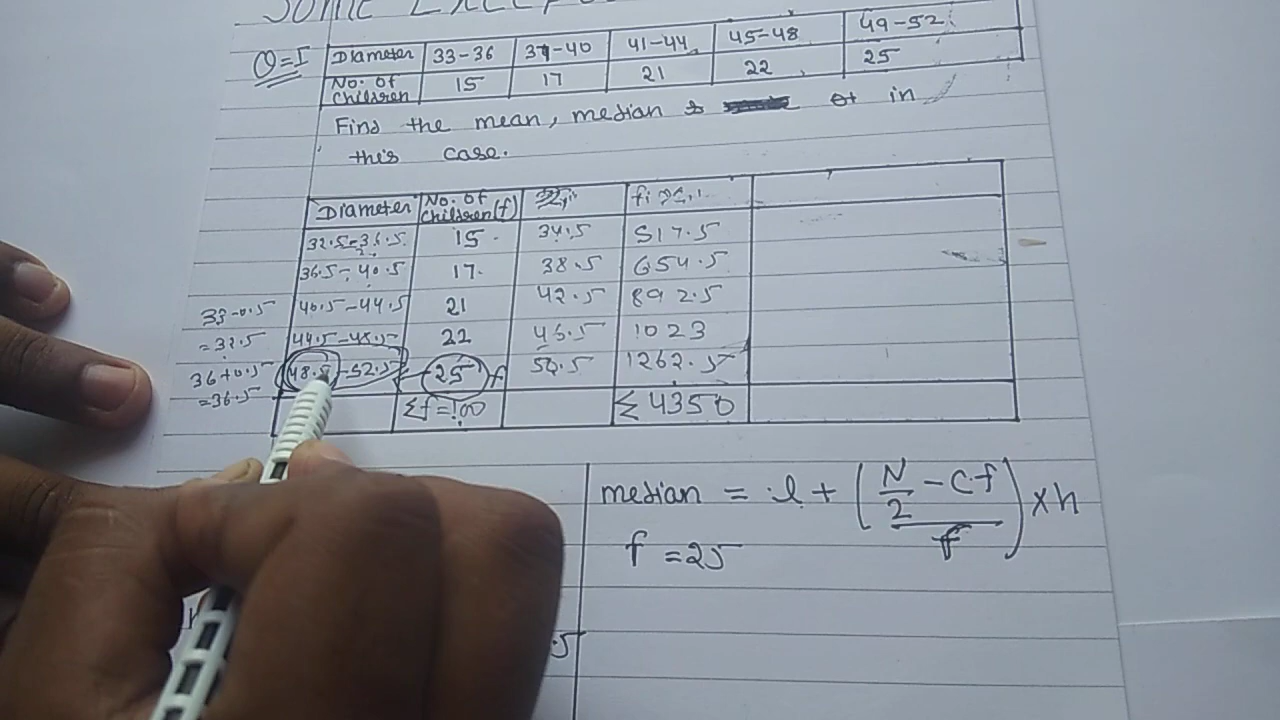 Some
Q=I Diameter 33-36 37-40 41-44 45-48 49-52
No. of children 15 17 21 22 25
Find the mean, median of in
this case.
Diameter No. of children (f) fi
32.5-36.5 15 34.5 517.5
36.5-40.5 17 38.5 654.5
33-0.5 40.5-44.5 21 42.5 892.5
=32.5 44.5-48.5 22 46.5 1023
36+0.5 48.5-52.5 25 f 50.5 1262.5
=36.5 Σf=100 Σ4350
median = l + (N/2 - c.f / f) × h
f = 25
.5